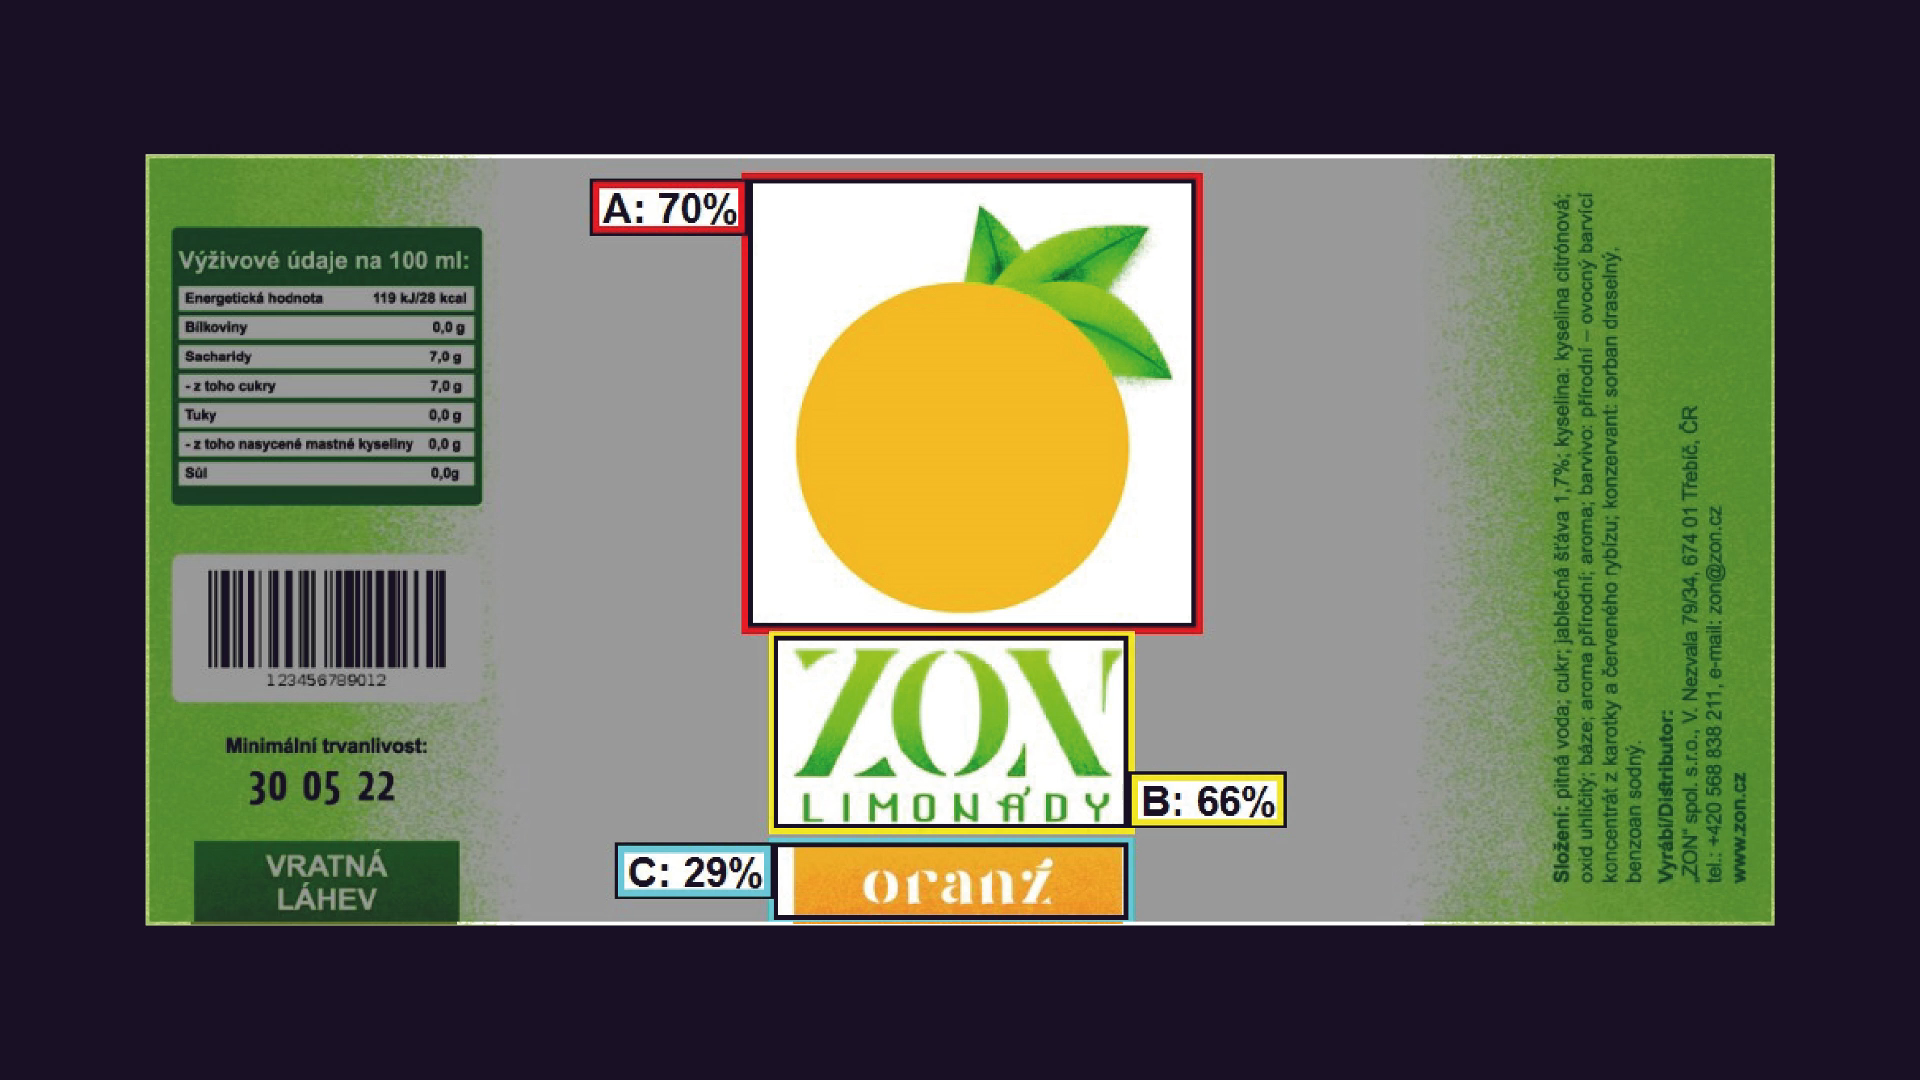 A: 70%
Výživové údaje na 100 ml:
Energetická hodnota 119 kJ/28 kcal
Bílkoviny 0,0 g
Sacharidy 7,0 g
- z toho cukry 7,0 g
Tuky 0,0 g
- z toho nasycené mastné kyseliny 0,0 g
Sůl 0,0g
123456789012
Minimální trvanlivost:
30 05 22
VRATNÁ
LÁHEV
ZON
LIMONÁDY
B: 66%
C: 29%
oranž
Složení: pitná voda; cukr; jablečná šťáva 1,7%; kyselina: kyselina citrónová;
oxid uhličitý; báze; aroma přírodní; aroma; barvivo: přírodní – ovocný barvící
koncentrát z karotky a červeného rybízu; konzervant: sorban draselný,
benzoan sodný.
Vyrábí/Distributor:
„ZON“ spol. s.r.o., V. Nezvala 79/34, 674 01 Třebíč, ČR
tel.: +420 568 838 211, e-mail: zon@zon.cz
www.zon.cz